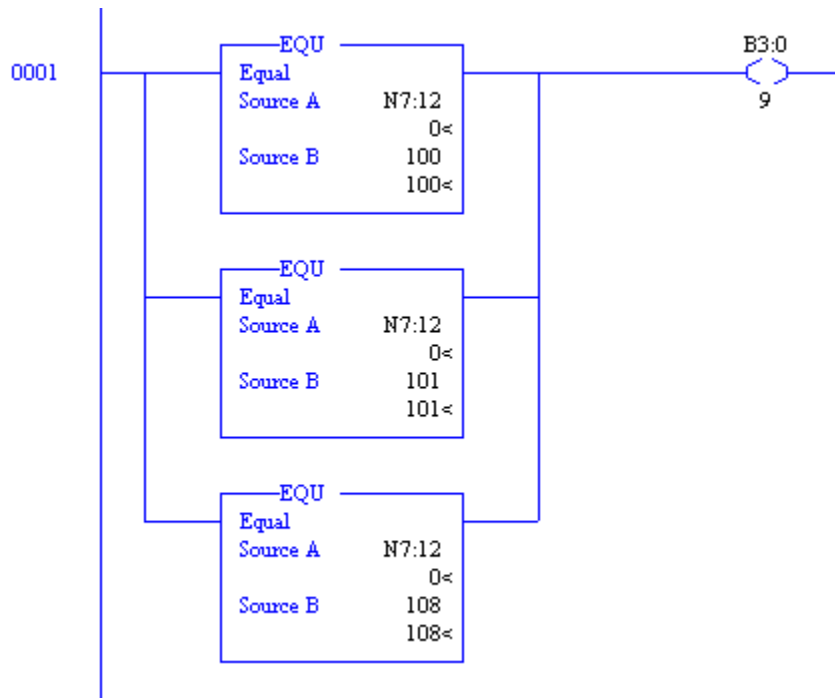 EQU
B3:0
0001
Equal
Source A N7:12
9
0<
Source B 100
100<
EQU
Equal
Source A N7:12
0<
Source B 101
101<
EQU
Equal
Source A N7:12
0<
Source B 108
108<